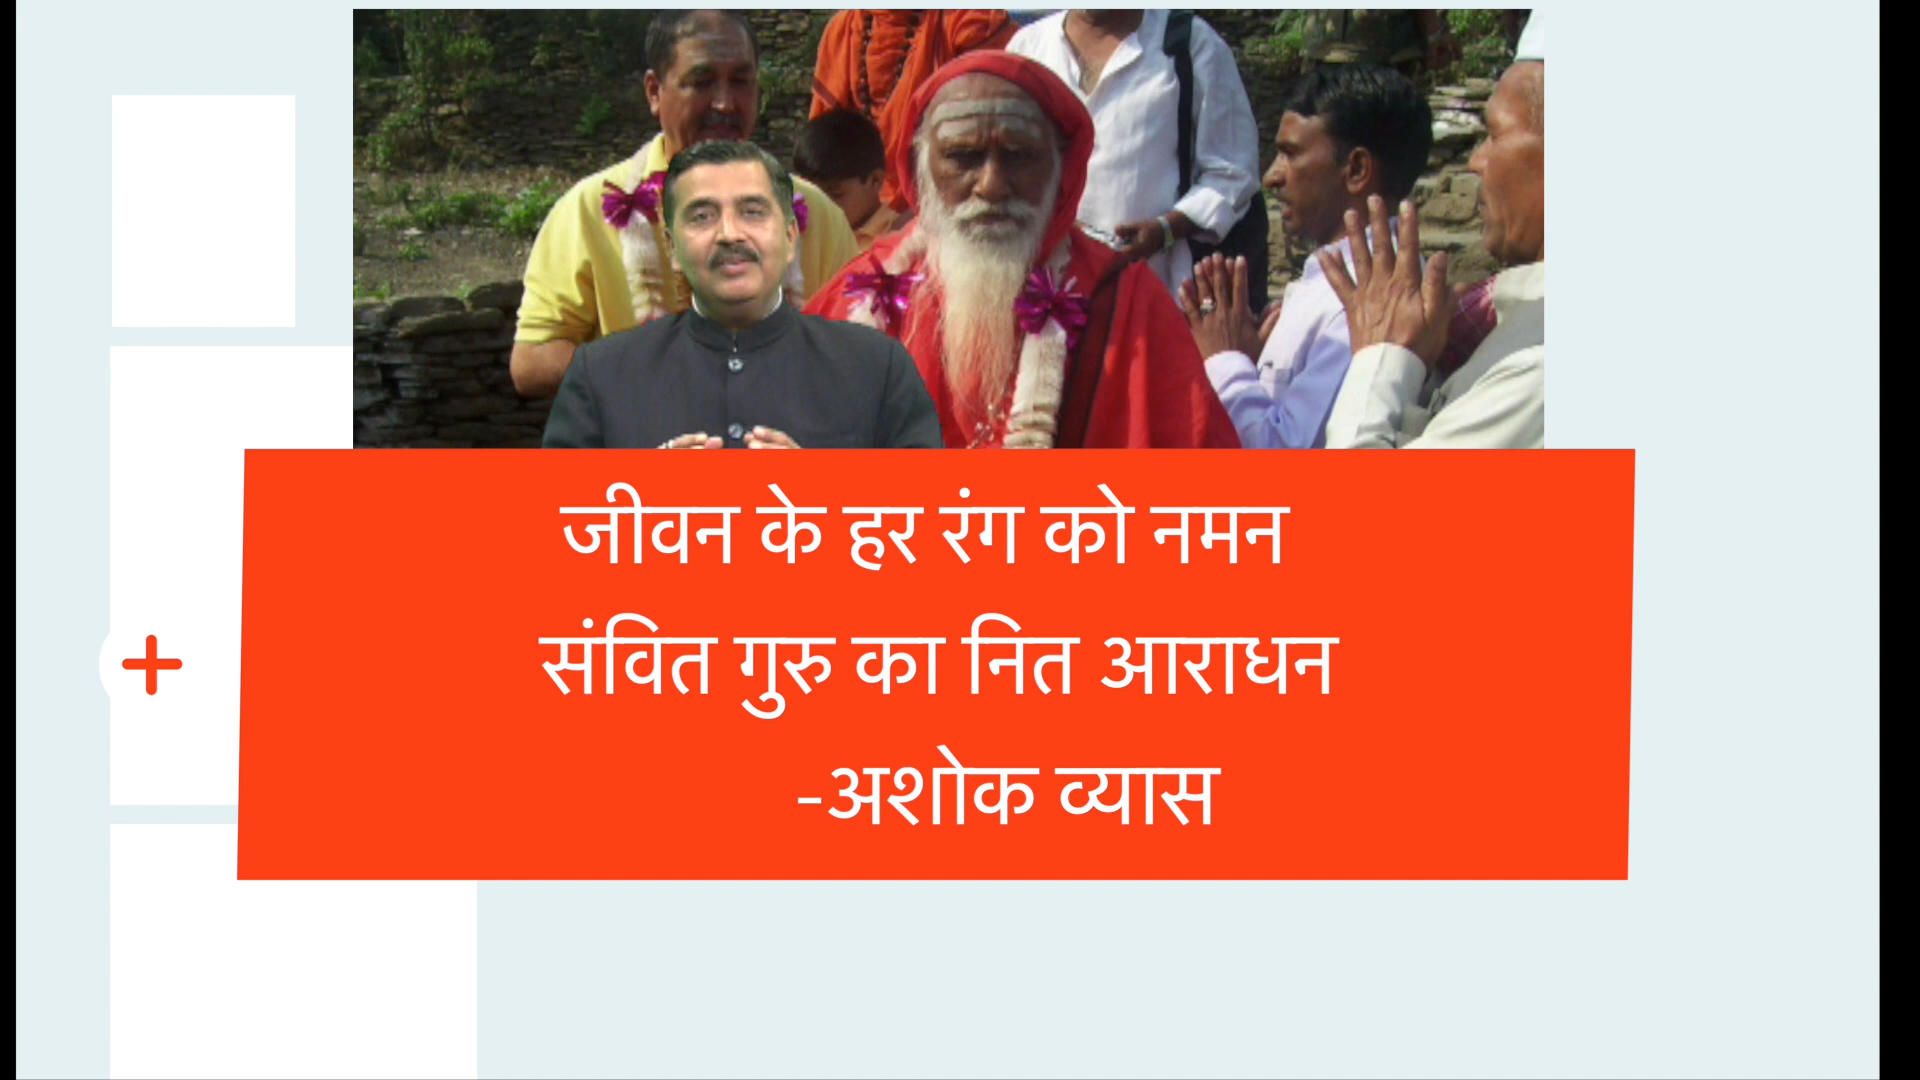 जीवन के हर रंग को नमन
संवित गुरु का नित आराधन
-अशोक व्यास